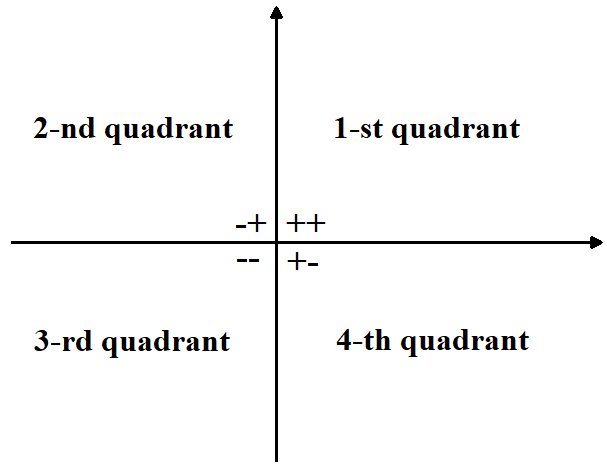 2-nd quadrant 1-st quadrant
-+ ++
-- +-
3-rd quadrant 4-th quadrant